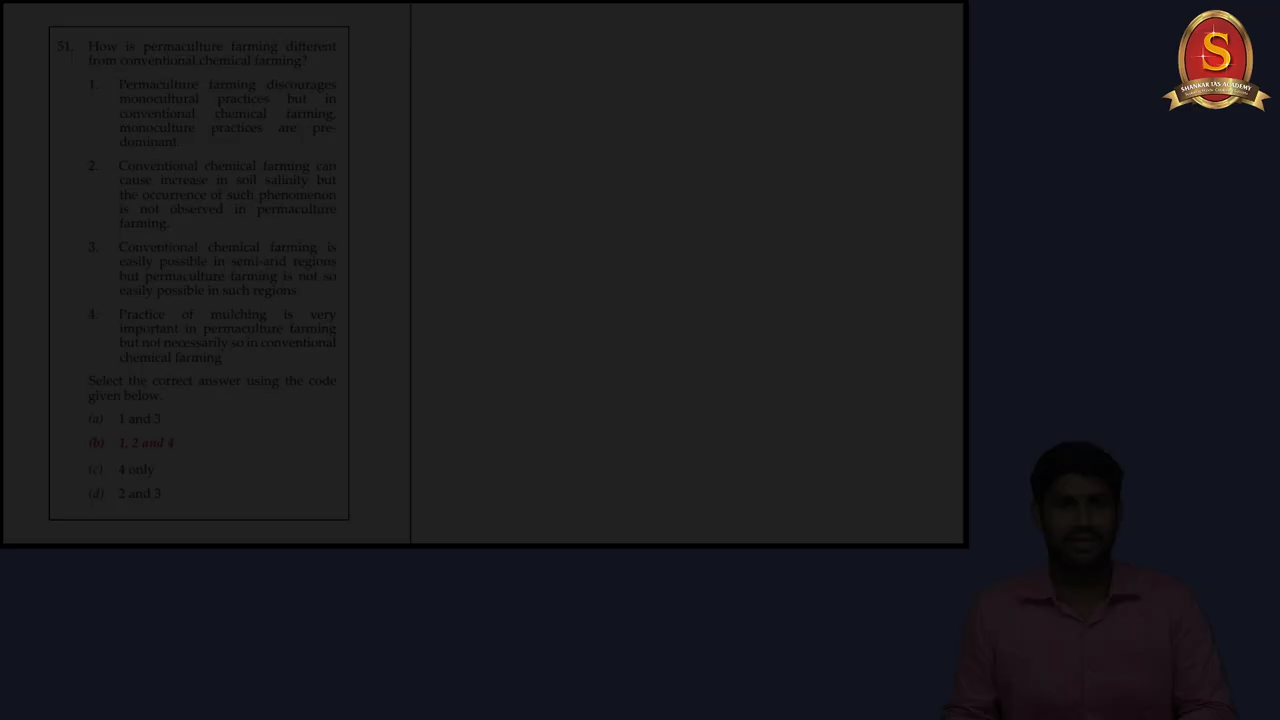 51. How is permaculture farming different
from conventional chemical farming?
1. Permaculture farming discourages
monocultural practices but in
conventional chemical farming,
monoculture practices are pre-
dominant
2. Conventional chemical farming can
cause increase in soil salinity but
the occurrence of such phenomenon
is not observed in permaculture
farming.
3. Conventional chemical farming is
easily possible in semi-arid regions
but permaculture farming is not so
easily possible in such regions
4. Practice of mulching is very
important in permaculture farming
but not necessarily so in conventional
chemical farming
Select the correct answer using the code
given below.
(a) 1 and 3
(b) 1, 2 and 4
(c) 4 only
(d) 2 and 3
S
SHANKAR IAS ACADEMY